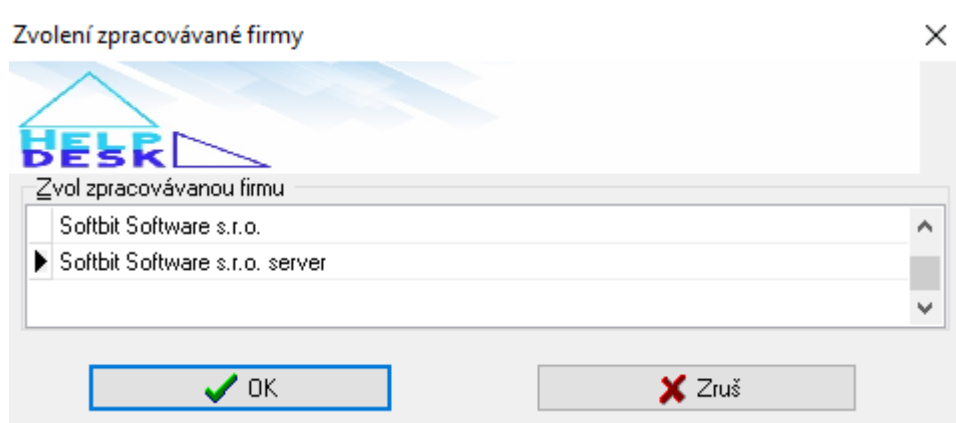 Zvolení zpracovávané firmy
HELP
DESK
Zvol zpracovávanou firmu
Softbit Software s.r.o.
Softbit Software s.r.o. server
OK
Zruš